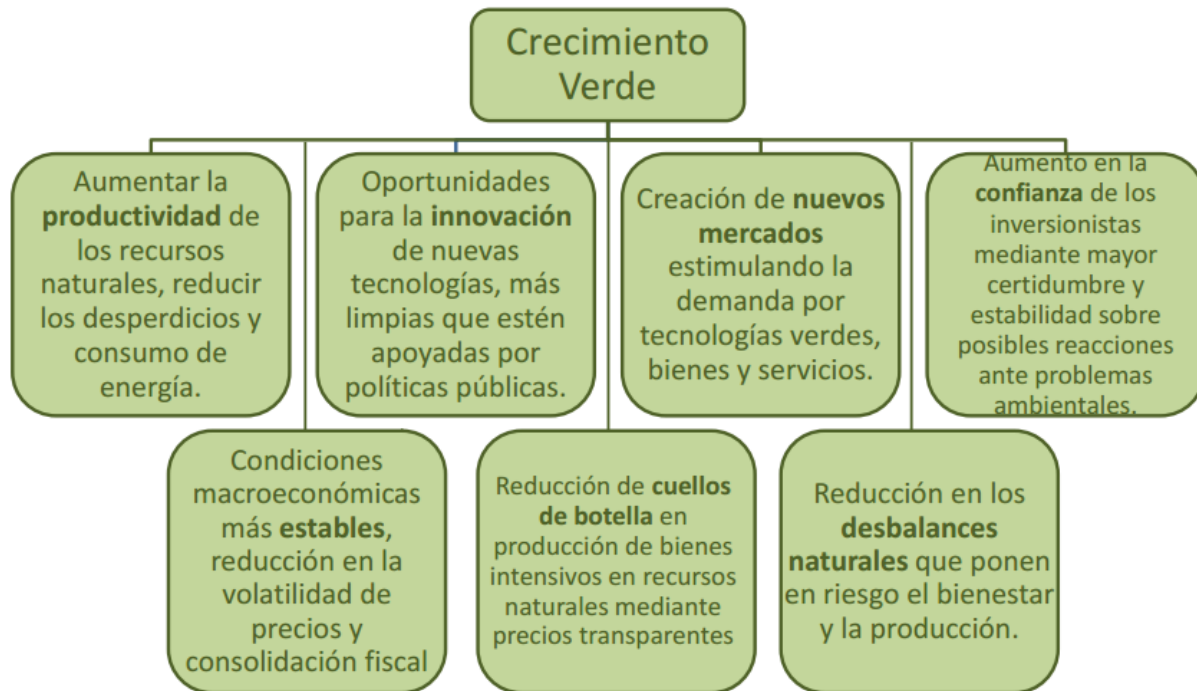 Crecimiento
Verde
Aumentar la
productividad de
los recursos
naturales, reducir
los desperdicios y
consumo de
energía.
Oportunidades
para la innovación
de nuevas
tecnologías, más
limpias que estén
apoyadas por
políticas públicas.
Creación de nuevos
mercados
estimulando la
demanda por
tecnologías verdes,
bienes y servicios.
Aumento en la
confianza de los
inversionistas
mediante mayor
certidumbre y
estabilidad sobre
posibles reacciones
ante problemas
ambientales.
Condiciones
macroeconómicas
más estables,
reducción en la
volatilidad de
precios y
consolidación fiscal
Reducción de cuellos
de botella en
producción de bienes
intensivos en recursos
naturales mediante
precios transparentes
Reducción en los
desbalances
naturales que ponen
en riesgo el bienestar
y la producción.